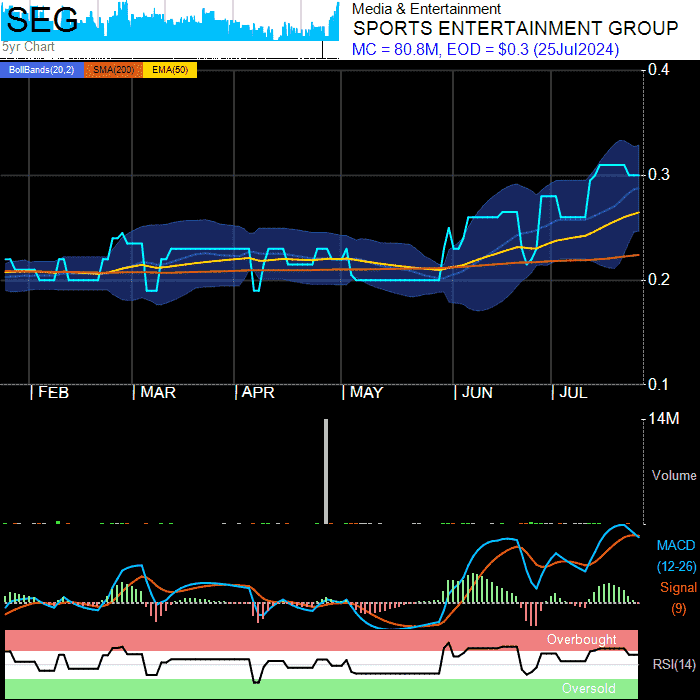 SEG
5yr Chart
Media & Entertainment
SPORTS ENTERTAINMENT GROUP
MC = 80.8M, EOD = $0.3 (25Jul2024)
BollBands(20,2) SMA(200) EMA(50)
0.4
0.3
0.2
0.1
FEB MAR APR MAY JUN JUL
14M
Volume
MACD
(12-26)
Signal
(9)
Overbought
RSI(14)
Oversold